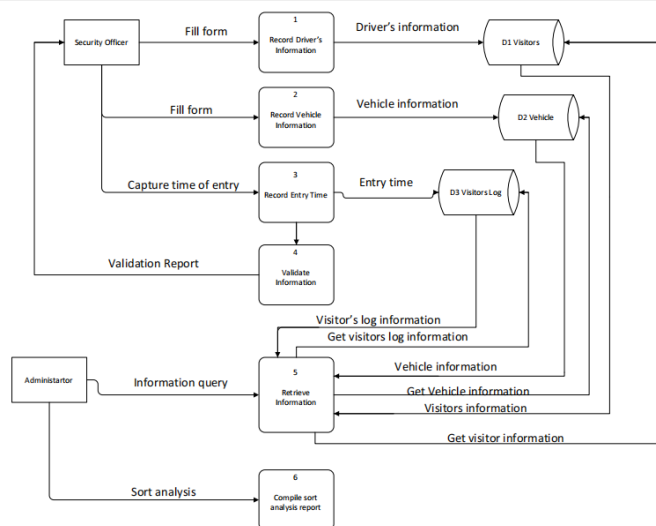 1
Security Officer
Fill form
Record Driver's
Information
Driver's information
D1 Visitors
2
Fill form
Record Vehicle
Information
Vehicle information
D2 Vehicle
3
Capture time of entry
Record Entry Time
Entry time
D3 Visitors Log
4
Validation Report
Validate
Information
Visitor's log information
Get visitors log information
5
Administartor
Information query
Retrieve
Information
Vehicle information
Get Vehicle information
Visitors information
Get visitor information
6
Sort analysis
Compile sort
analysis report